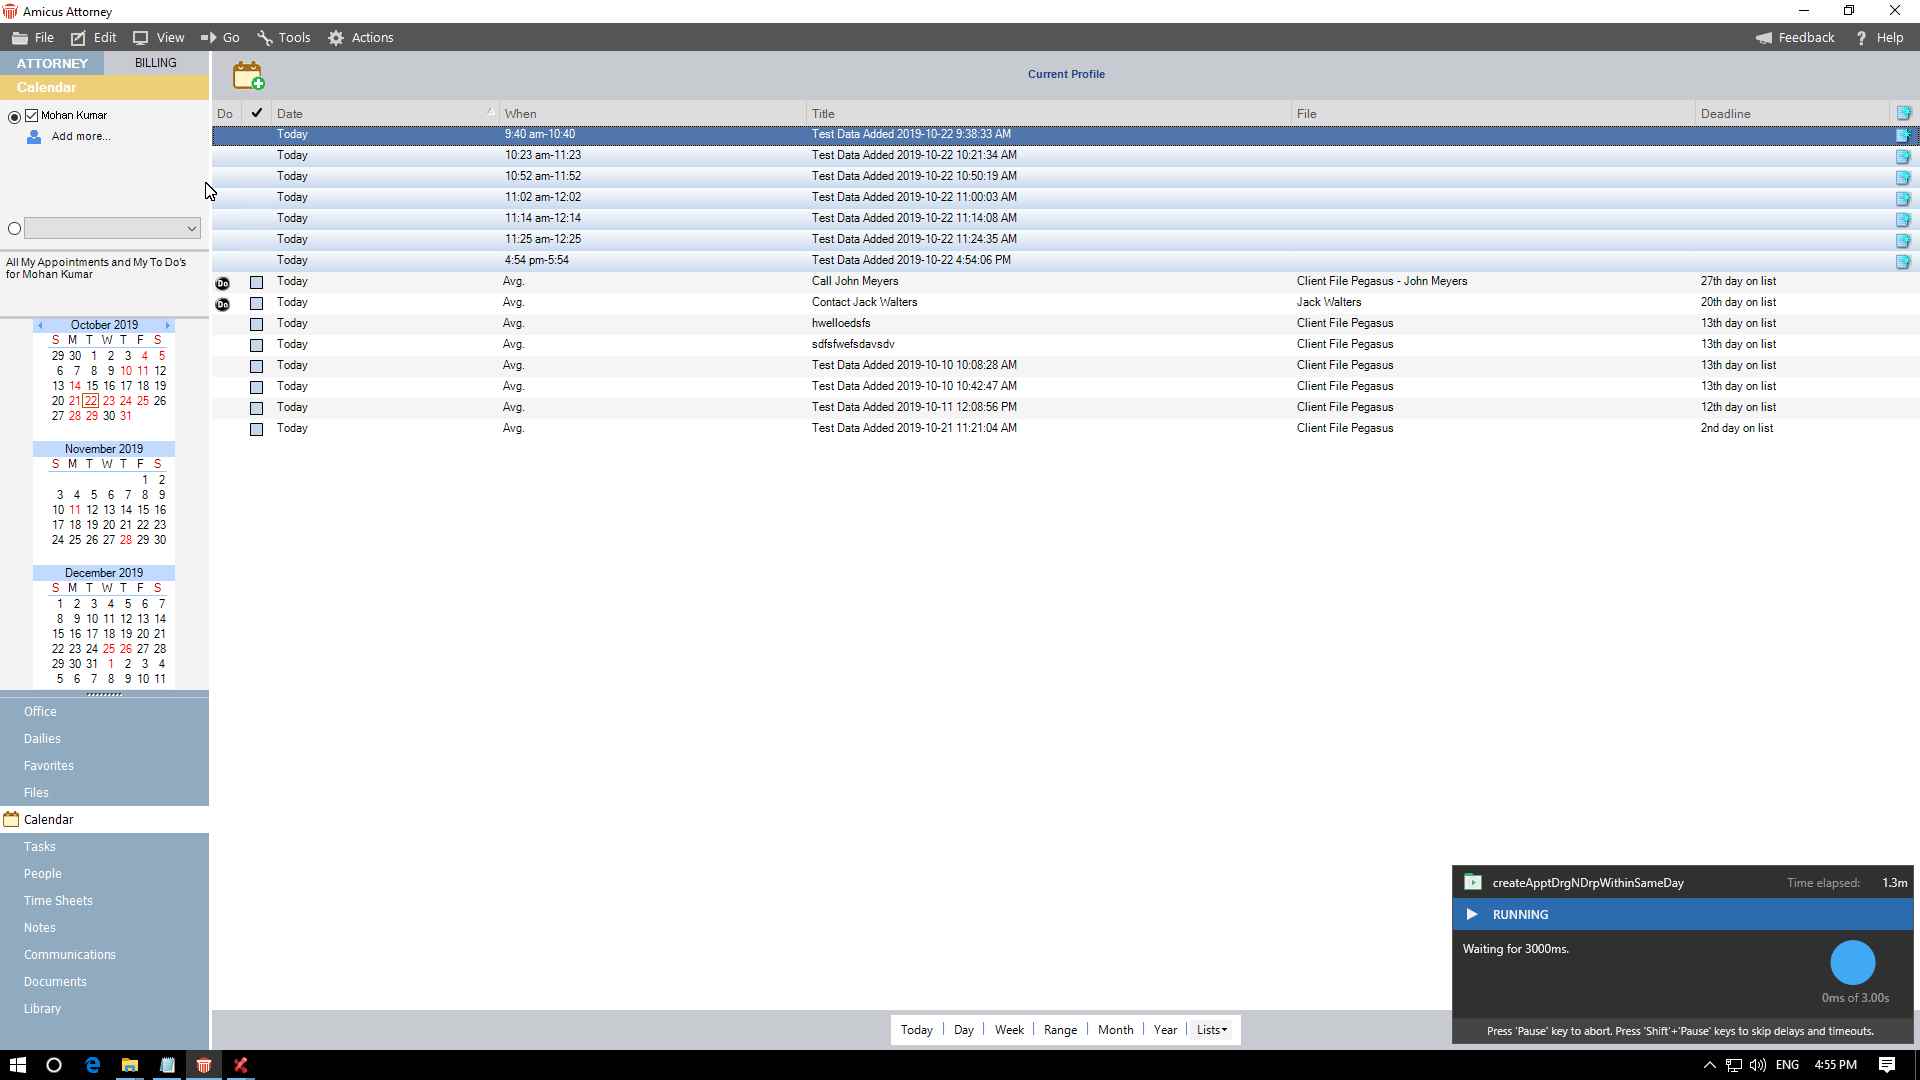 Amicus Attorney
File Edit View Go Tools Actions Feedback Help
ATTORNEY BILLING
Calendar
Mohan Kumar
Add more...
All My Appointments and My To Do's
for Mohan Kumar
October 2019
S M T W T F S
29 30 1 2 3 4 5
6 7 8 9 10 11 12
13 14 15 16 17 18 19
20 21 22 23 24 25 26
27 28 29 30 31
November 2019
S M T W T F S
1 2
3 4 5 6 7 8 9
10 11 12 13 14 15 16
17 18 19 20 21 22 23
24 25 26 27 28 29 30
December 2019
S M T W T F S
1 2 3 4 5 6 7
8 9 10 11 12 13 14
15 16 17 18 19 20 21
22 23 24 25 26 27 28
29 30 31 1 2 3 4
5 6 7 8 9 10 11
Office
Dailies
Favorites
Files
Calendar
Tasks
People
Time Sheets
Notes
Communications
Documents
Library
Current Profile
Do Date When Title File Deadline
Today 9:40 am-10:40 Test Data Added 2019-10-22 9:38:33 AM
Today 10:23 am-11:23 Test Data Added 2019-10-22 10:21:34 AM
Today 10:52 am-11:52 Test Data Added 2019-10-22 10:50:19 AM
Today 11:02 am-12:02 Test Data Added 2019-10-22 11:00:03 AM
Today 11:14 am-12:14 Test Data Added 2019-10-22 11:14:08 AM
Today 11:25 am-12:25 Test Data Added 2019-10-22 11:24:35 AM
Today 4:54 pm-5:54 Test Data Added 2019-10-22 4:54:06 PM
Do Today Avg. Call John Meyers Client File Pegasus - John Meyers 27th day on list
Do Today Avg. Contact Jack Walters Jack Walters 20th day on list
Today Avg. hwelloedsfs Client File Pegasus 13th day on list
Today Avg. sdfsfwefsdavsdv Client File Pegasus 13th day on list
Today Avg. Test Data Added 2019-10-10 10:08:28 AM Client File Pegasus 13th day on list
Today Avg. Test Data Added 2019-10-10 10:42:47 AM Client File Pegasus 13th day on list
Today Avg. Test Data Added 2019-10-11 12:08:56 PM Client File Pegasus 12th day on list
Today Avg. Test Data Added 2019-10-21 11:21:04 AM Client File Pegasus 2nd day on list
createApptDrgNDrpWithinSameDay Time elapsed: 1.3m
RUNNING
Waiting for 3000ms.
0ms of 3.00s
Press 'Pause' key to abort. Press 'Shift'+'Pause' keys to skip delays and timeouts.
Today Day Week Range Month Year Lists
ENG 4:55 PM